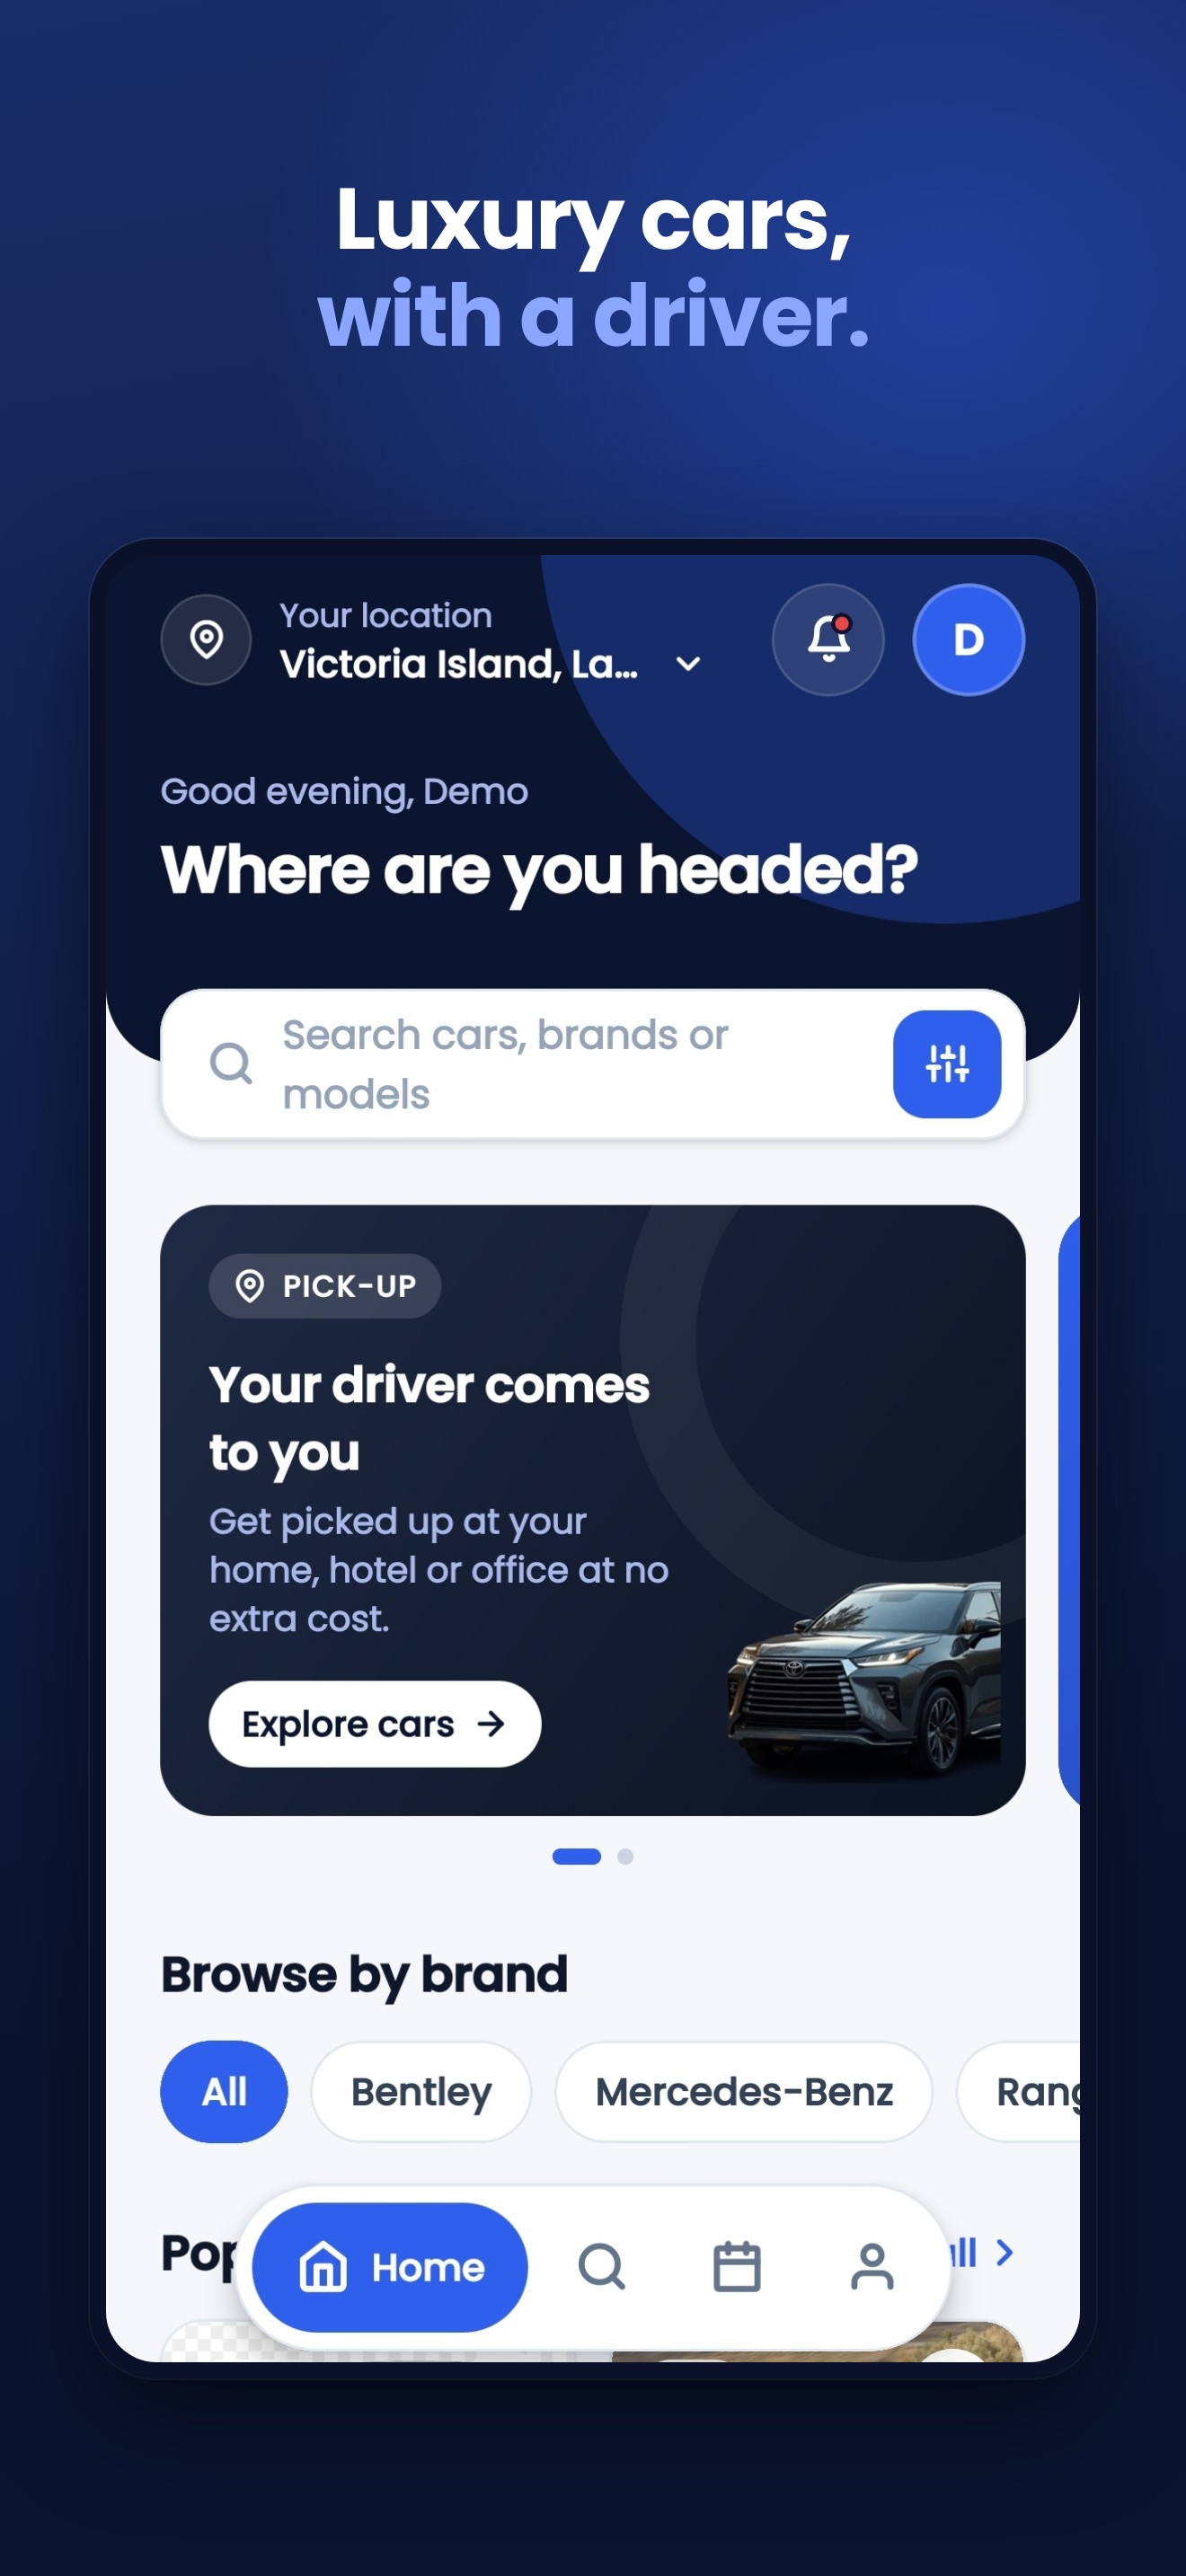 Luxury cars,
with a driver.
Your location
Victoria Island, La...
D
Good evening, Demo
Where are you headed?
Search cars, brands or
models
PICK-UP
Your driver comes
to you
Get picked up at your
home, hotel or office at no
extra cost.
Explore cars
Browse by brand
All Bentley Mercedes-Benz
Home